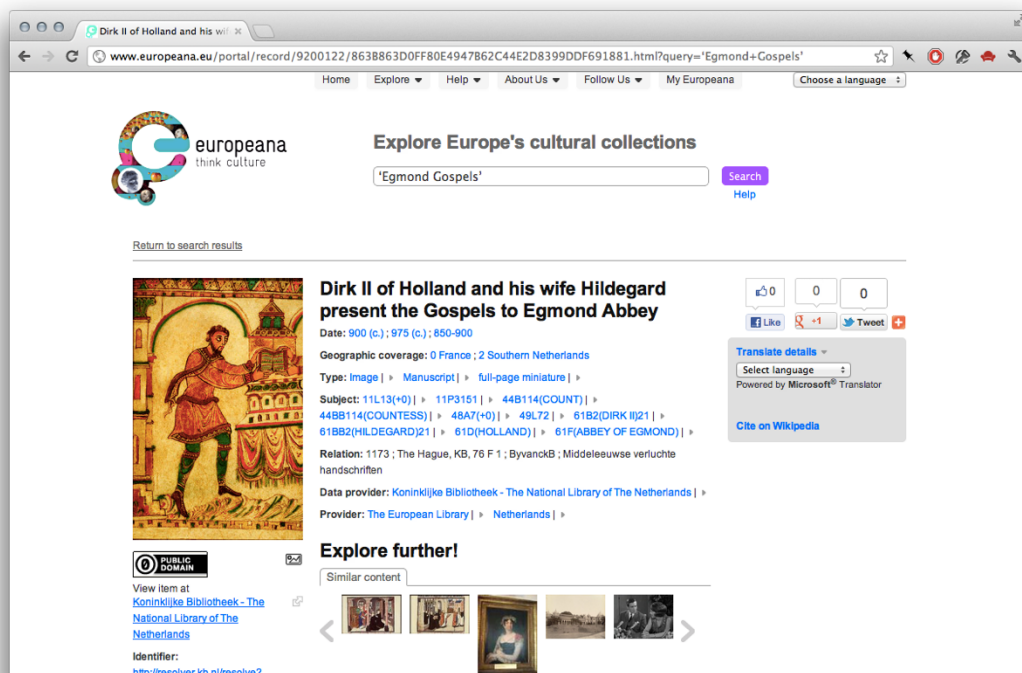 Dirk II of Holland and his wif
www.europeana.eu/portal/record/9200122/863B863D0FF80E4947B62C44E2D8399DDF691881.html?query='Egmond+Gospels'
Home Explore Help About Us Follow Us My Europeana Choose a language
europeana
think culture
Explore Europe's cultural collections
'Egmond Gospels' Search
Help
Return to search results
Dirk II of Holland and his wife Hildegard
present the Gospels to Egmond Abbey
Date: 900 (c.) ; 975 (c.) ; 850-900
Geographic coverage: 0 France ; 2 Southern Netherlands
Type: Image | Manuscript | full-page miniature |
Subject: 11L13(+0) | 11P3151 | 44B114(COUNT) |
44BB114(COUNTESS) | 48A7(+0) | 49L72 | 61B2(DIRK II)21 |
61BB2(HILDEGARD)21 | 61D(HOLLAND) | 61F(ABBEY OF EGMOND) |
Relation: 1173 ; The Hague, KB, 76 F 1 ; ByvanckB ; Middeleeuwse verluchte
handschriften
Data provider: Koninklijke Bibliotheek - The National Library of The Netherlands |
Provider: The European Library | Netherlands |
0 0 0
Like +1 Tweet
Translate details
Select language
Powered by Microsoft® Translator
Cite on Wikipedia
PUBLIC
DOMAIN
View item at
Koninklijke Bibliotheek - The
National Library of The
Netherlands
Identifier:
http://resolver.kb.nl/resolve?
Explore further!
Similar content